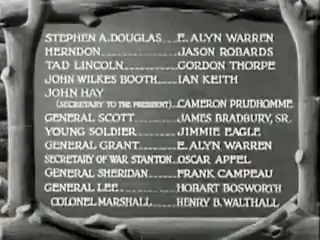 STEPHEN A. DOUGLAS......E. ALYN WARREN
HERNDON......JASON ROBARDS
TAD LINCOLN......GORDON THORPE
JOHN WILKES BOOTH......IAN KEITH
JOHN HAY
(SECRETARY TO THE PRESIDENT)...CAMERON PRUDHOMME
GENERAL SCOTT......JAMES BRADBURY, SR.
YOUNG SOLDIER......JIMMIE EAGLE
GENERAL GRANT......E. ALYN WARREN
SECRETARY OF WAR STANTON...OSCAR APFEL
GENERAL SHERIDAN......FRANK CAMPEAU
GENERAL LEE......HOBART BOSWORTH
COLONEL MARSHALL......HENRY B. WALTHALL